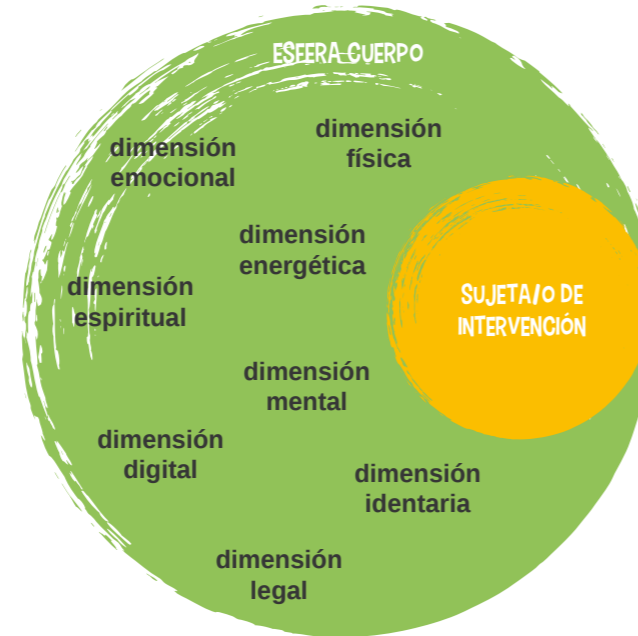 ESFERA CUERPO
dimensión
física
dimensión
emocional
dimensión
energética
dimensión
espiritual
SUJETA/O DE
INTERVENCIÓN
dimensión
mental
dimensión
digital
dimensión
identaria
dimensión
legal